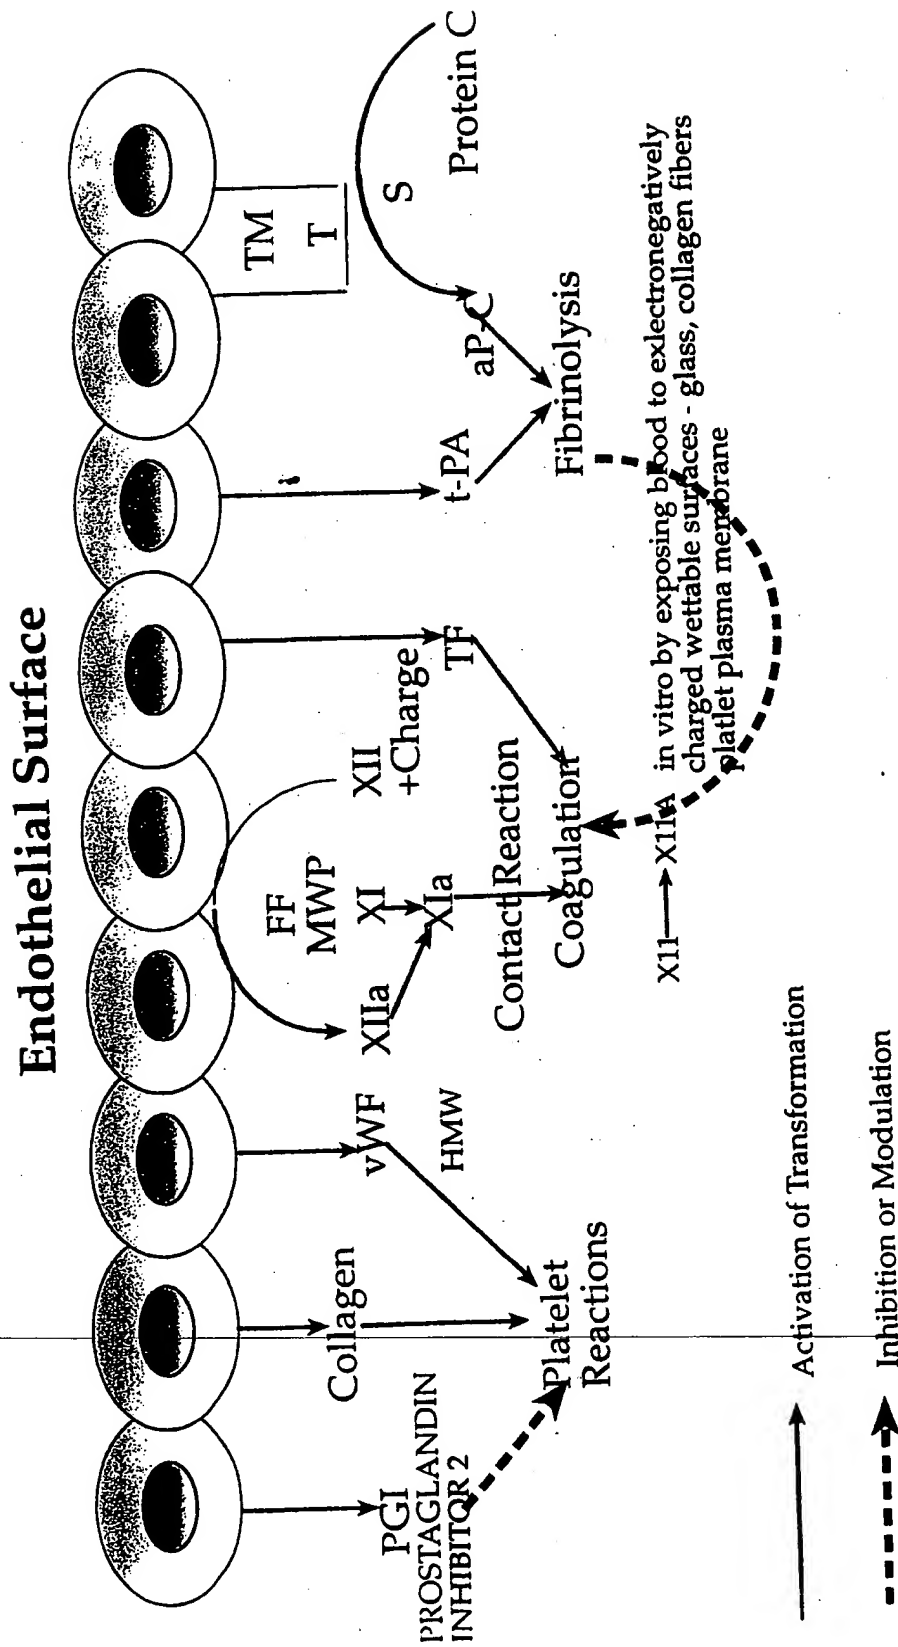 Endothelial Surface
PGI
PROSTAGLANDIN
INHIBITOR 2
Collagen
vWF
HMW
Platelet
Reactions
FF
MWP
XII
+Charge
XI
XIIa
XIa
Contact Reaction
Coagulation
TF
t-PA
TM
T
S
Protein C
aP-C
Fibrinolysis
X11 X11A in vitro by exposing blood to exlectronegatively
charged wettable surfaces - glass, collagen fibers
platlet plasma membrane
Activation of Transformation
Inhibition or Modulation